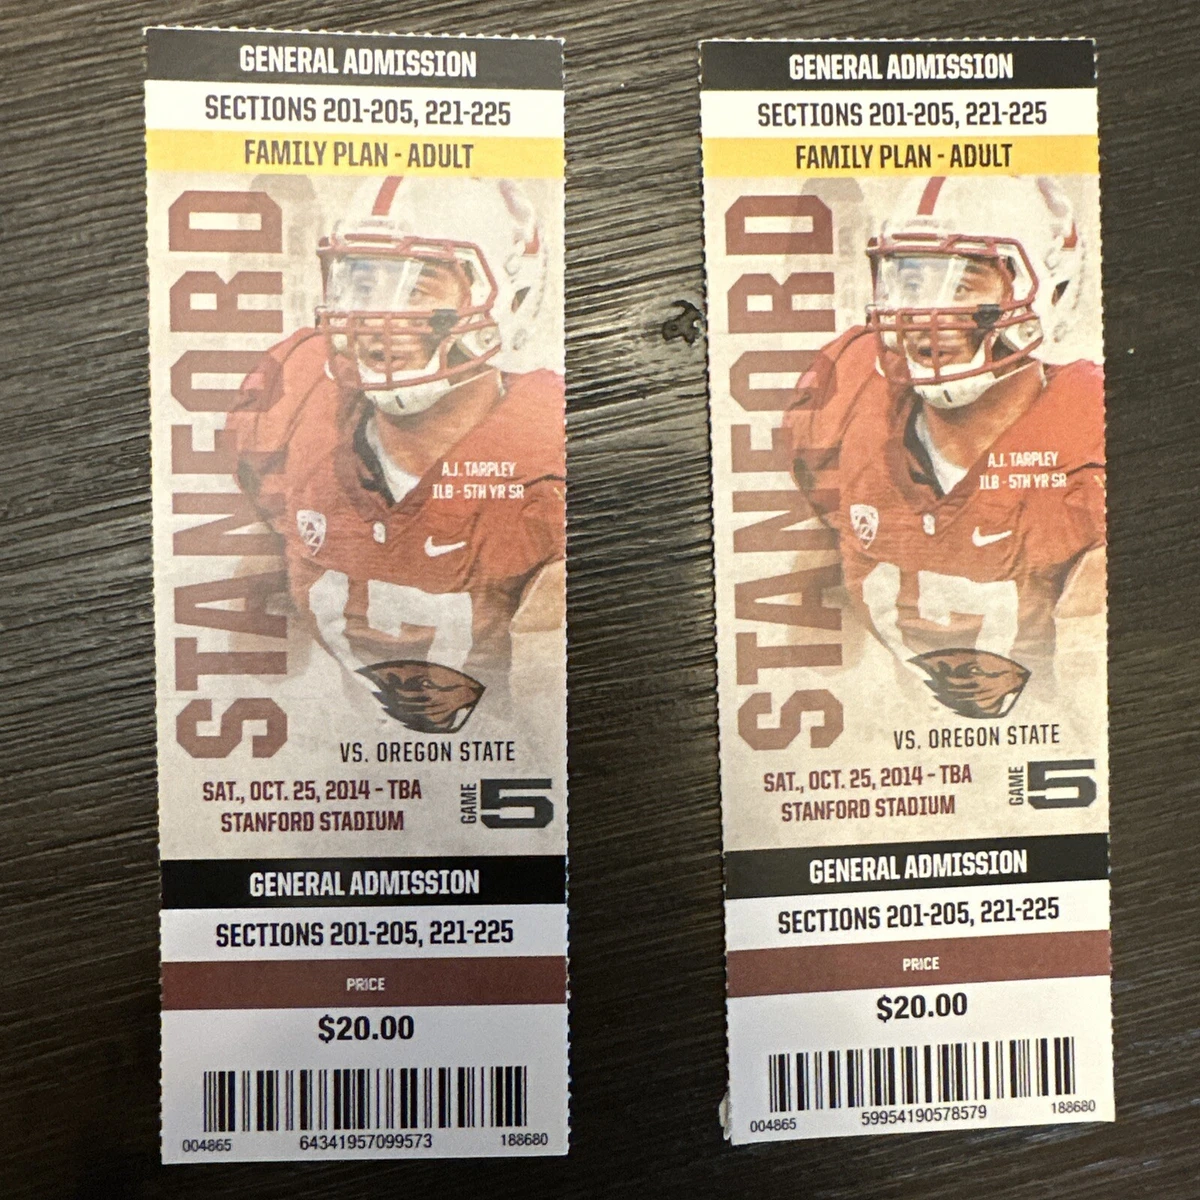 GENERAL ADMISSION
SECTIONS 201-205, 221-225
FAMILY PLAN - ADULT
STANFORD
A.J. TARPLEY
ILB - 5TH YR SR
S
17
VS. OREGON STATE
SAT., OCT. 25, 2014 - TBA
STANFORD STADIUM
GAME 5
GENERAL ADMISSION
SECTIONS 201-205, 221-225
PRICE
$20.00
004865 64341957099573 188680
GENERAL ADMISSION
SECTIONS 201-205, 221-225
FAMILY PLAN - ADULT
STANFORD
A.J. TARPLEY
ILB - 5TH YR SR
S
17
VS. OREGON STATE
SAT., OCT. 25, 2014 - TBA
STANFORD STADIUM
GAME 5
GENERAL ADMISSION
SECTIONS 201-205, 221-225
PRICE
$20.00
004865 59954190578579 188680